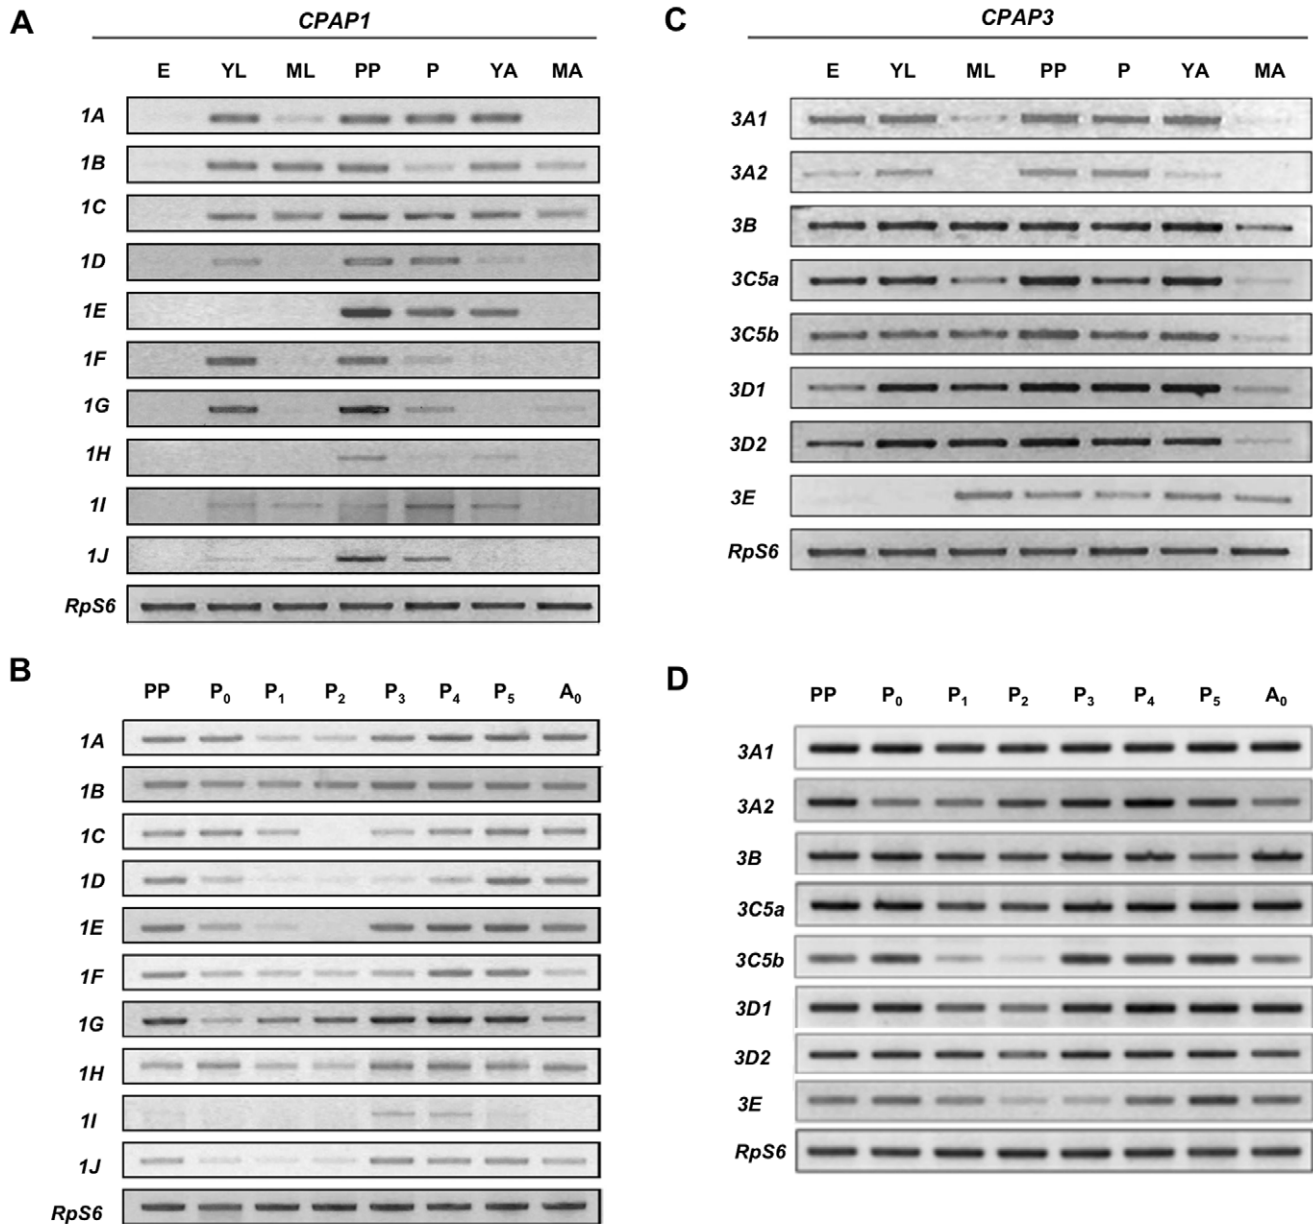 A
CPAP1
E YL ML PP P YA MA
1A
1B
1C
1D
1E
1F
1G
1H
1I
1J
RpS6
B
PP P0 P1 P2 P3 P4 P5 A0
1A
1B
1C
1D
1E
1F
1G
1H
1I
1J
RpS6
C
CPAP3
E YL ML PP P YA MA
3A1
3A2
3B
3C5a
3C5b
3D1
3D2
3E
RpS6
D
PP P0 P1 P2 P3 P4 P5 A0
3A1
3A2
3B
3C5a
3C5b
3D1
3D2
3E
RpS6